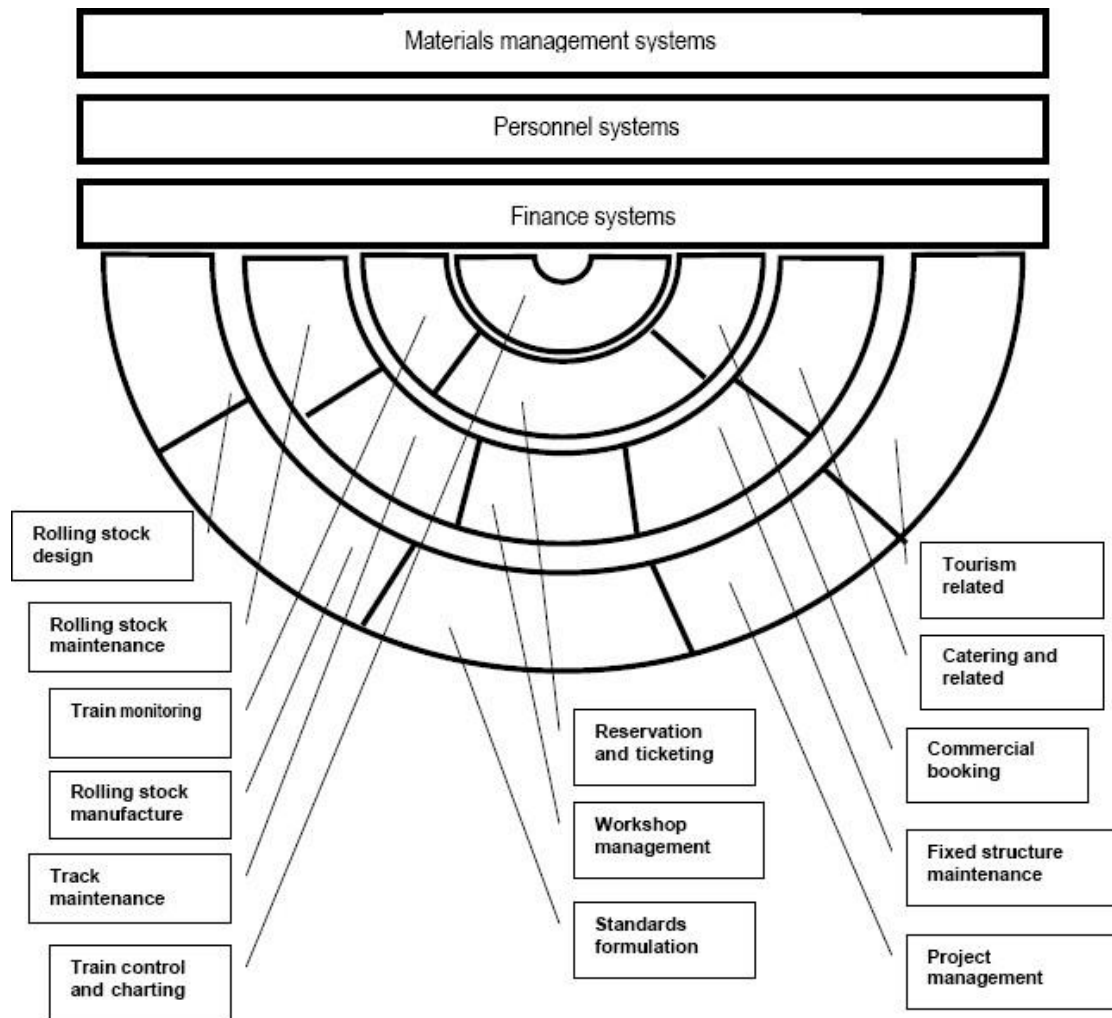 Materials management systems
Personnel systems
Finance systems
Rolling stock
design
Rolling stock
maintenance
Train monitoring
Rolling stock
manufacture
Track
maintenance
Train control
and charting
Reservation
and ticketing
Workshop
management
Standards
formulation
Tourism
related
Catering and
related
Commercial
booking
Fixed structure
maintenance
Project
management